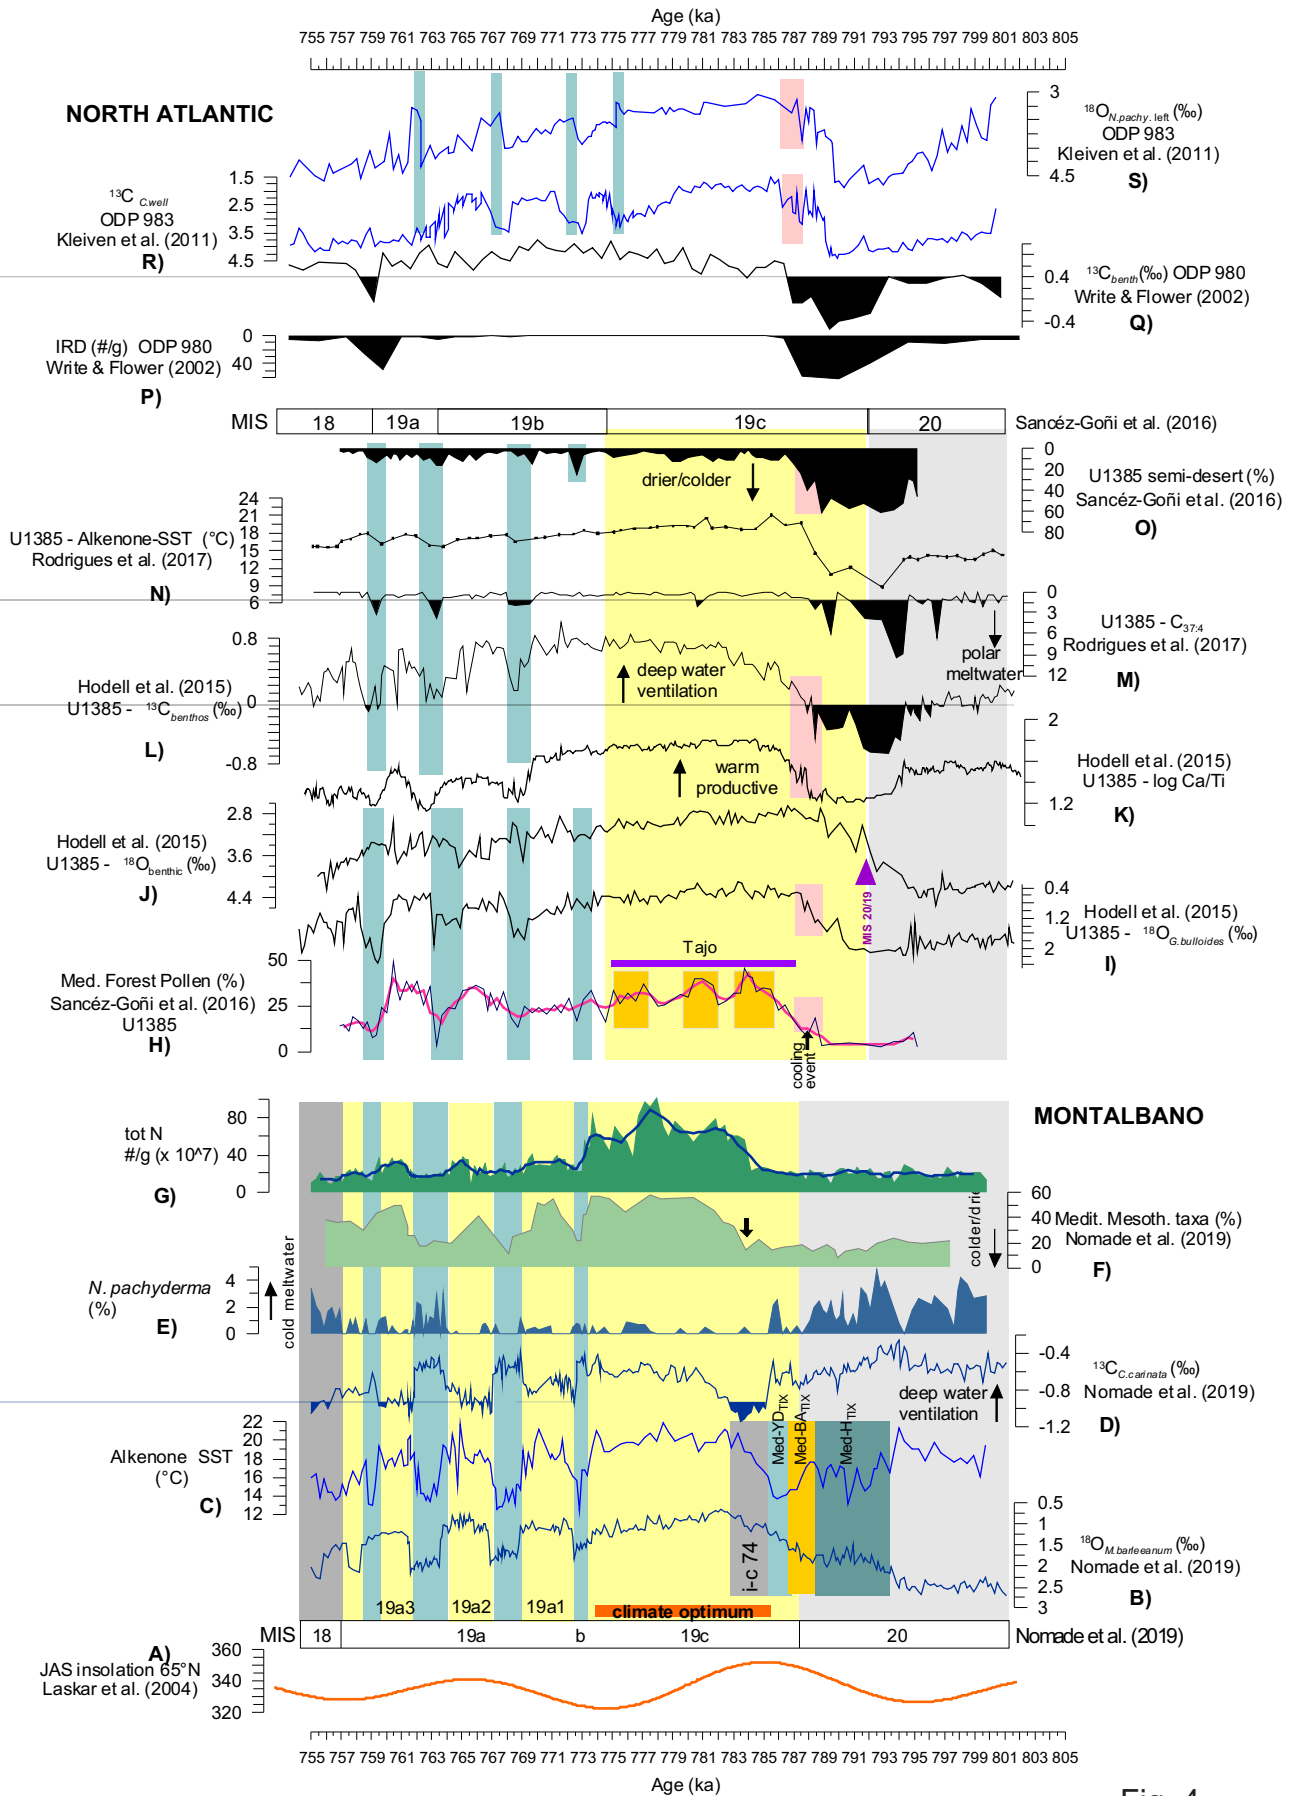 Age (ka)
755 757 759 761 763 765 767 769 771 773 775 777 779 781 783 785 787 789 791 793 795 797 799 801 803 805
NORTH ATLANTIC
3
4.5
18O N.pachy. left (‰)
ODP 983
Kleiven et al. (2011)
S)
1.5
2.5
3.5
4.5
13C C.well
ODP 983
Kleiven et al. (2011)
R)
0.4
-0.4
13C benth (‰) ODP 980
Write & Flower (2002)
Q)
0
40
IRD (#/g) ODP 980
Write & Flower (2002)
P)
MIS 18 19a 19b 19c 20 Sancéz-Goñi et al. (2016)
drier/colder
0
20
40
60
80
U1385 semi-desert (%)
Sancéz-Goñi et al. (2016)
O)
24
21
18
15
12
9
6
U1385 - Alkenone-SST (°C)
Rodrigues et al. (2017)
N)
0
3
6
9
12
polar
meltwater
U1385 - C37:4
Rodrigues et al. (2017)
M)
0.8
0
-0.8
deep water
ventilation
Hodell et al. (2015)
U1385 - 13C benthos (‰)
L)
2
1.2
warm
productive
Hodell et al. (2015)
U1385 - log Ca/Ti
K)
2.8
3.6
4.4
Hodell et al. (2015)
U1385 - 18O benthic (‰)
J)
MIS 20/19
0.4
1.2
2
Hodell et al. (2015)
U1385 - 18O G.bulloides (‰)
I)
Tajo
50
25
0
Med. Forest Pollen (%)
Sancéz-Goñi et al. (2016)
U1385
H)
cooling
event
MONTALBANO
80
40
0
tot N
#/g (x 10^7)
G)
60
40
20
0
colder/drie
Medit. Mesoth. taxa (%)
Nomade et al. (2019)
F)
4
2
0
N. pachyderma
(%)
E)
cold meltwater
-0.4
-0.8
-1.2
deep water
ventilation
13C C.carinata (‰)
Nomade et al. (2019)
D)
22
20
18
16
14
12
Alkenone SST
(°C)
C)
i-c 74
Med-YD TIX
Med-BA TIX
Med-H TIX
0.5
1
1.5
2
2.5
3
18O M.barleeanum (‰)
Nomade et al. (2019)
B)
19a3 19a2 19a1 climate optimum
MIS 18 19a b 19c 20 Nomade et al. (2019)
A)
360
340
320
JAS insolation 65°N
Laskar et al. (2004)
755 757 759 761 763 765 767 769 771 773 775 777 779 781 783 785 787 789 791 793 795 797 799 801 803 805
Age (ka)
Fig. 4